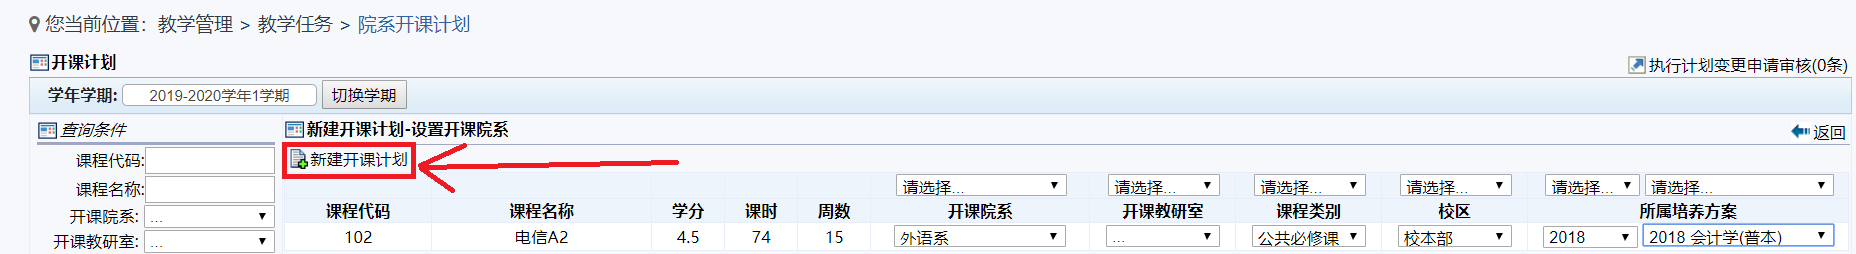 您当前位置：教学管理 > 教学任务 > 院系开课计划
开课计划
执行计划变更申请审核(0条)
学年学期: 2019-2020学年1学期 切换学期
查询条件
课程代码:
课程名称:
开课院系: ...
开课教研室: ...
新建开课计划-设置开课院系
返回
新建开课计划
请选择... 请选择... 请选择... 请选择... 请选择... 请选择...
课程代码 课程名称 学分 课时 周数 开课院系 开课教研室 课程类别 校区 所属培养方案
102 电信A2 4.5 74 15 外语系 ... 公共必修课 校本部 2018 2018 会计学(普本)